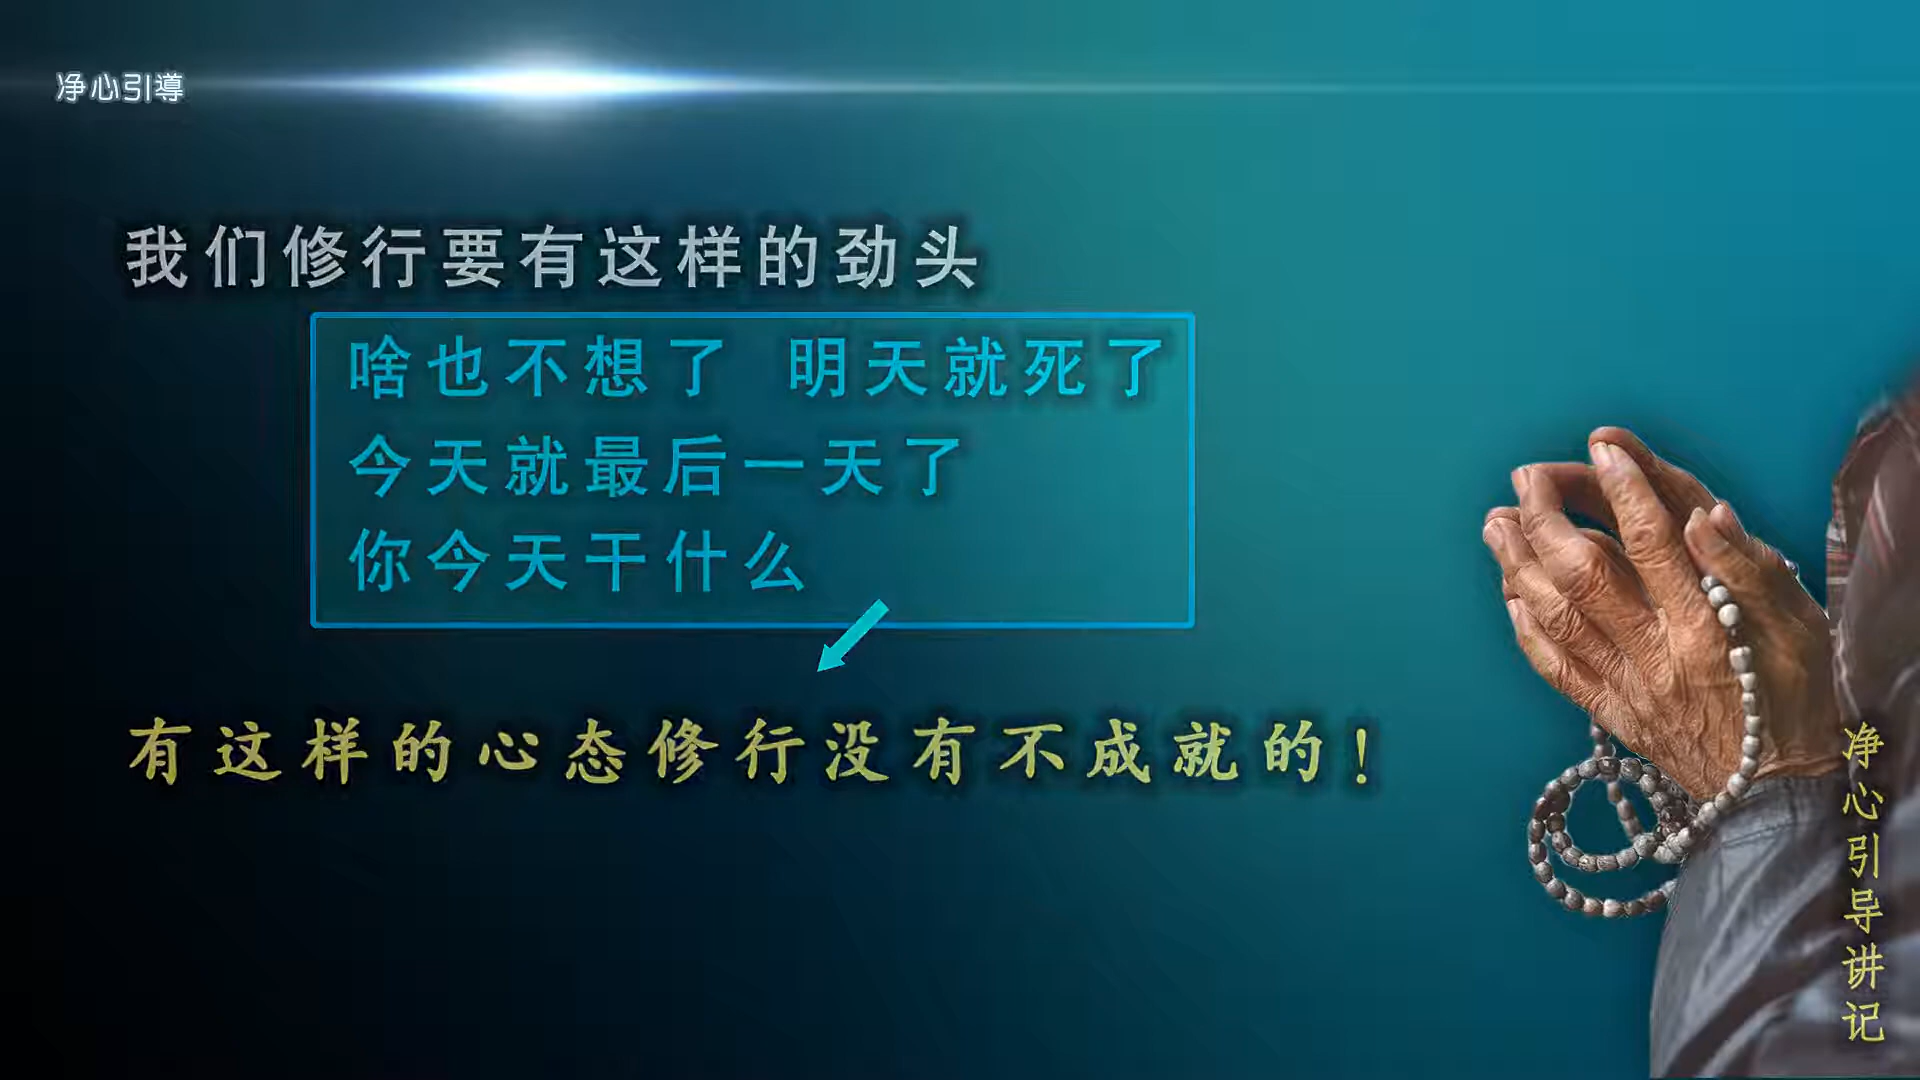 净心引導
我们修行要有这样的劲头
啥也不想了 明天就死了
今天就最后一天了
你今天干什么
有这样的心态修行没有不成就的！
净心引导讲记